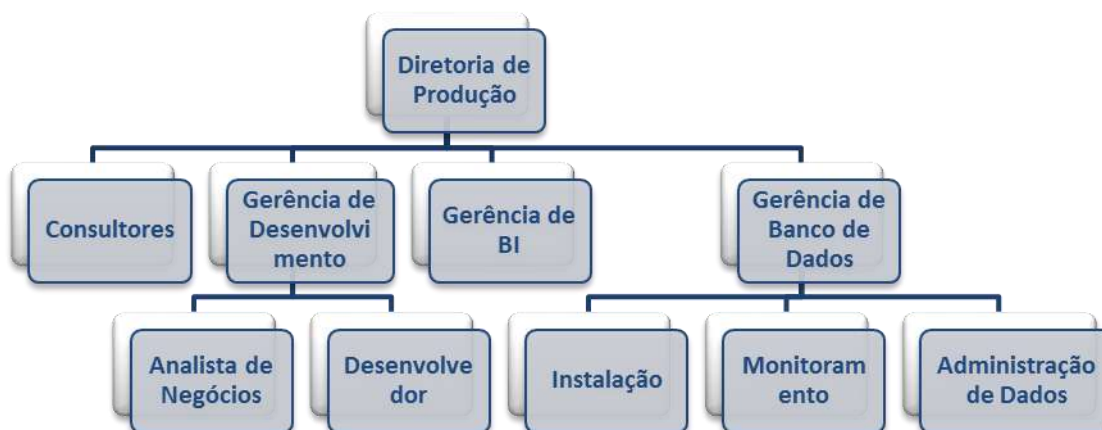 Diretoria de
Produção
Consultores
Gerência de
Desenvolvi
mento
Gerência de
BI
Gerência de
Banco de
Dados
Analista de
Negócios
Desenvolve
dor
Instalação
Monitoram
ento
Administração
de Dados